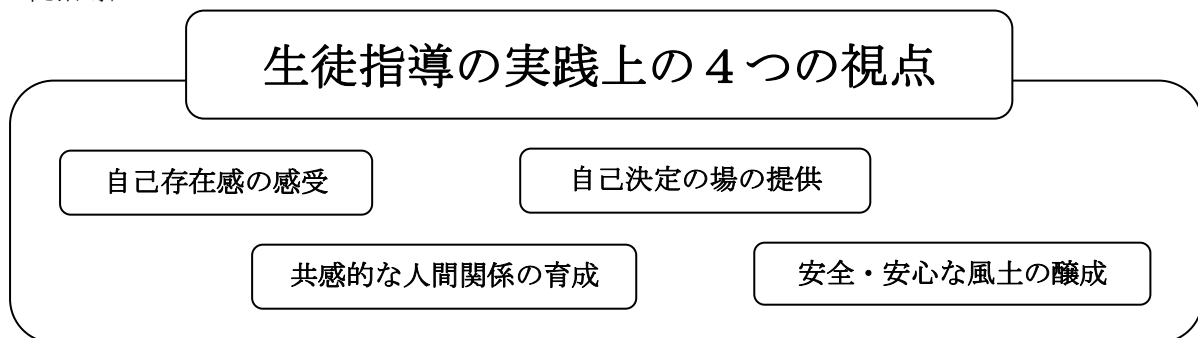 生徒指導の実践上の４つの視点
自己存在感の感受
自己決定の場の提供
共感的な人間関係の育成
安全・安心な風土の醸成